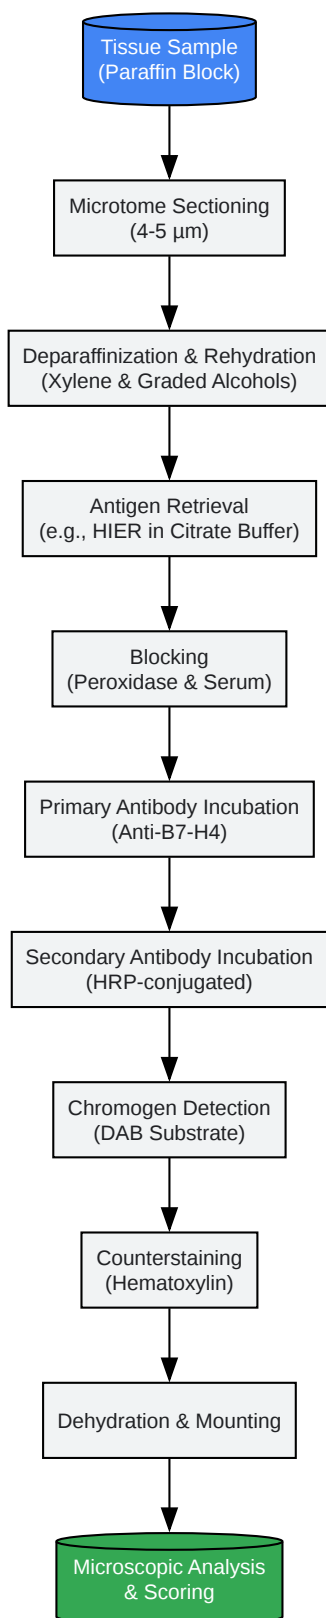 Tissue Sample
(Paraffin Block)
Microtome Sectioning
(4-5 µm)
Deparaffinization & Rehydration
(Xylene & Graded Alcohols)
Antigen Retrieval
(e.g., HIER in Citrate Buffer)
Blocking
(Peroxidase & Serum)
Primary Antibody Incubation
(Anti-B7-H4)
Secondary Antibody Incubation
(HRP-conjugated)
Chromogen Detection
(DAB Substrate)
Counterstaining
(Hematoxylin)
Dehydration & Mounting
Microscopic Analysis
& Scoring